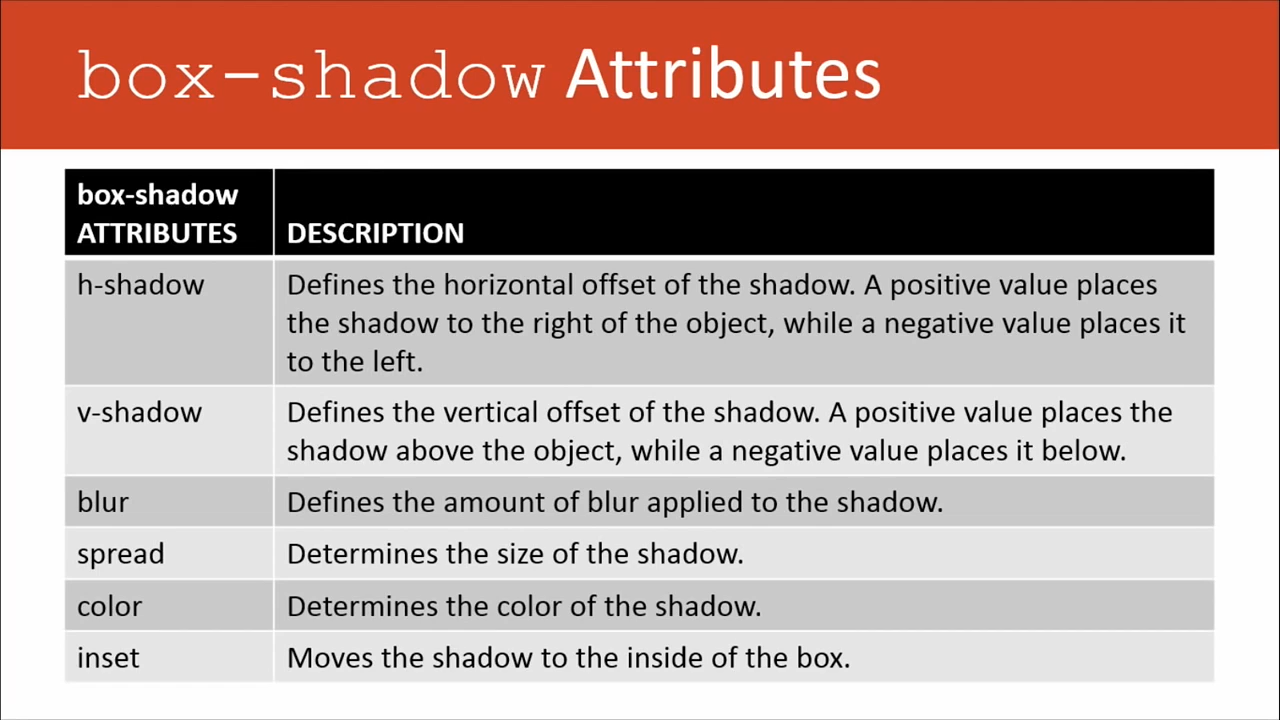 box-shadow Attributes
box-shadow
ATTRIBUTES
DESCRIPTION
h-shadow
Defines the horizontal offset of the shadow. A positive value places
the shadow to the right of the object, while a negative value places it
to the left.
v-shadow
Defines the vertical offset of the shadow. A positive value places the
shadow above the object, while a negative value places it below.
blur
Defines the amount of blur applied to the shadow.
spread
Determines the size of the shadow.
color
Determines the color of the shadow.
inset
Moves the shadow to the inside of the box.